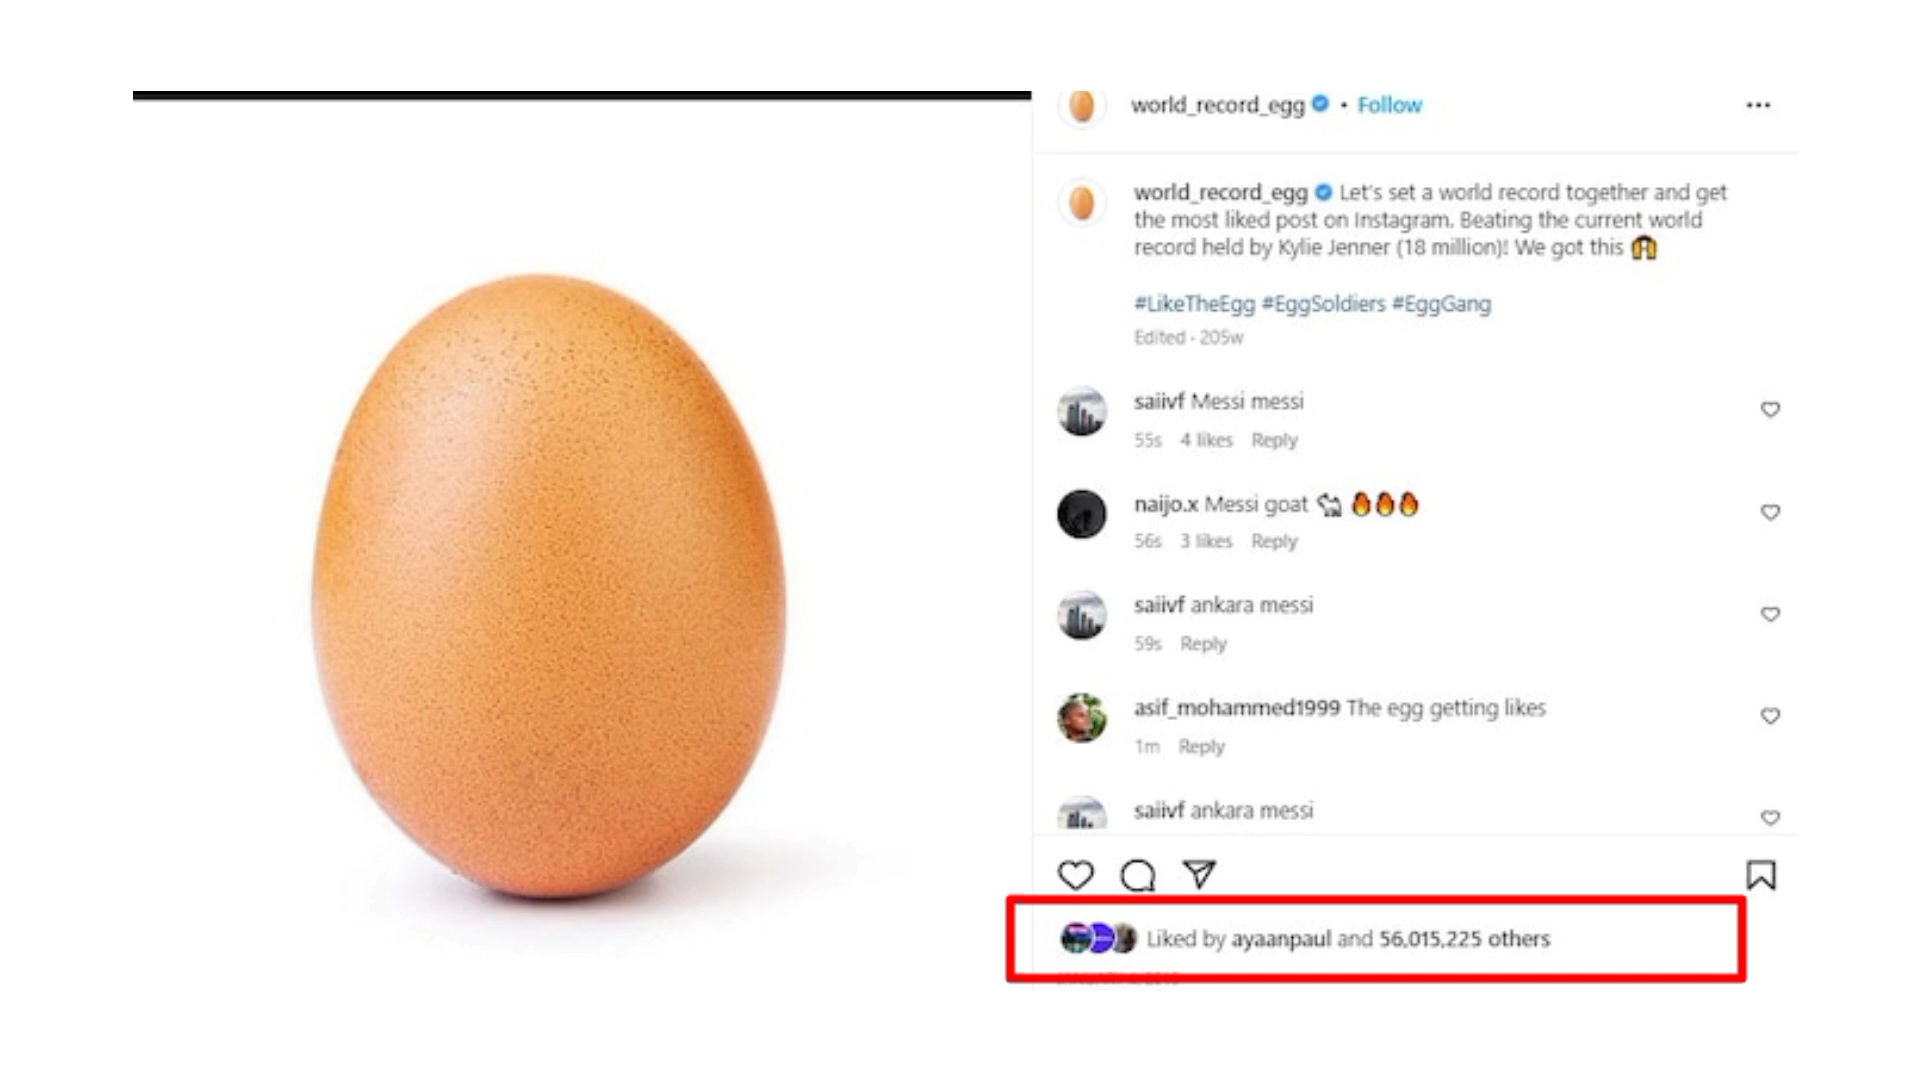 world_record_egg • Follow
world_record_egg Let's set a world record together and get
the most liked post on Instagram. Beating the current world
record held by Kylie Jenner (18 million)! We got this 🙌
#LikeTheEgg #EggSoldiers #EggGang
Edited · 205w
saiivf Messi messi
55s 4 likes Reply
naijo.x Messi goat 🐐 🔥🔥🔥
56s 3 likes Reply
saiivf ankara messi
59s Reply
asif_mohammed1999 The egg getting likes
1m Reply
saiivf ankara messi
Liked by ayaanpaul and 56,015,225 others